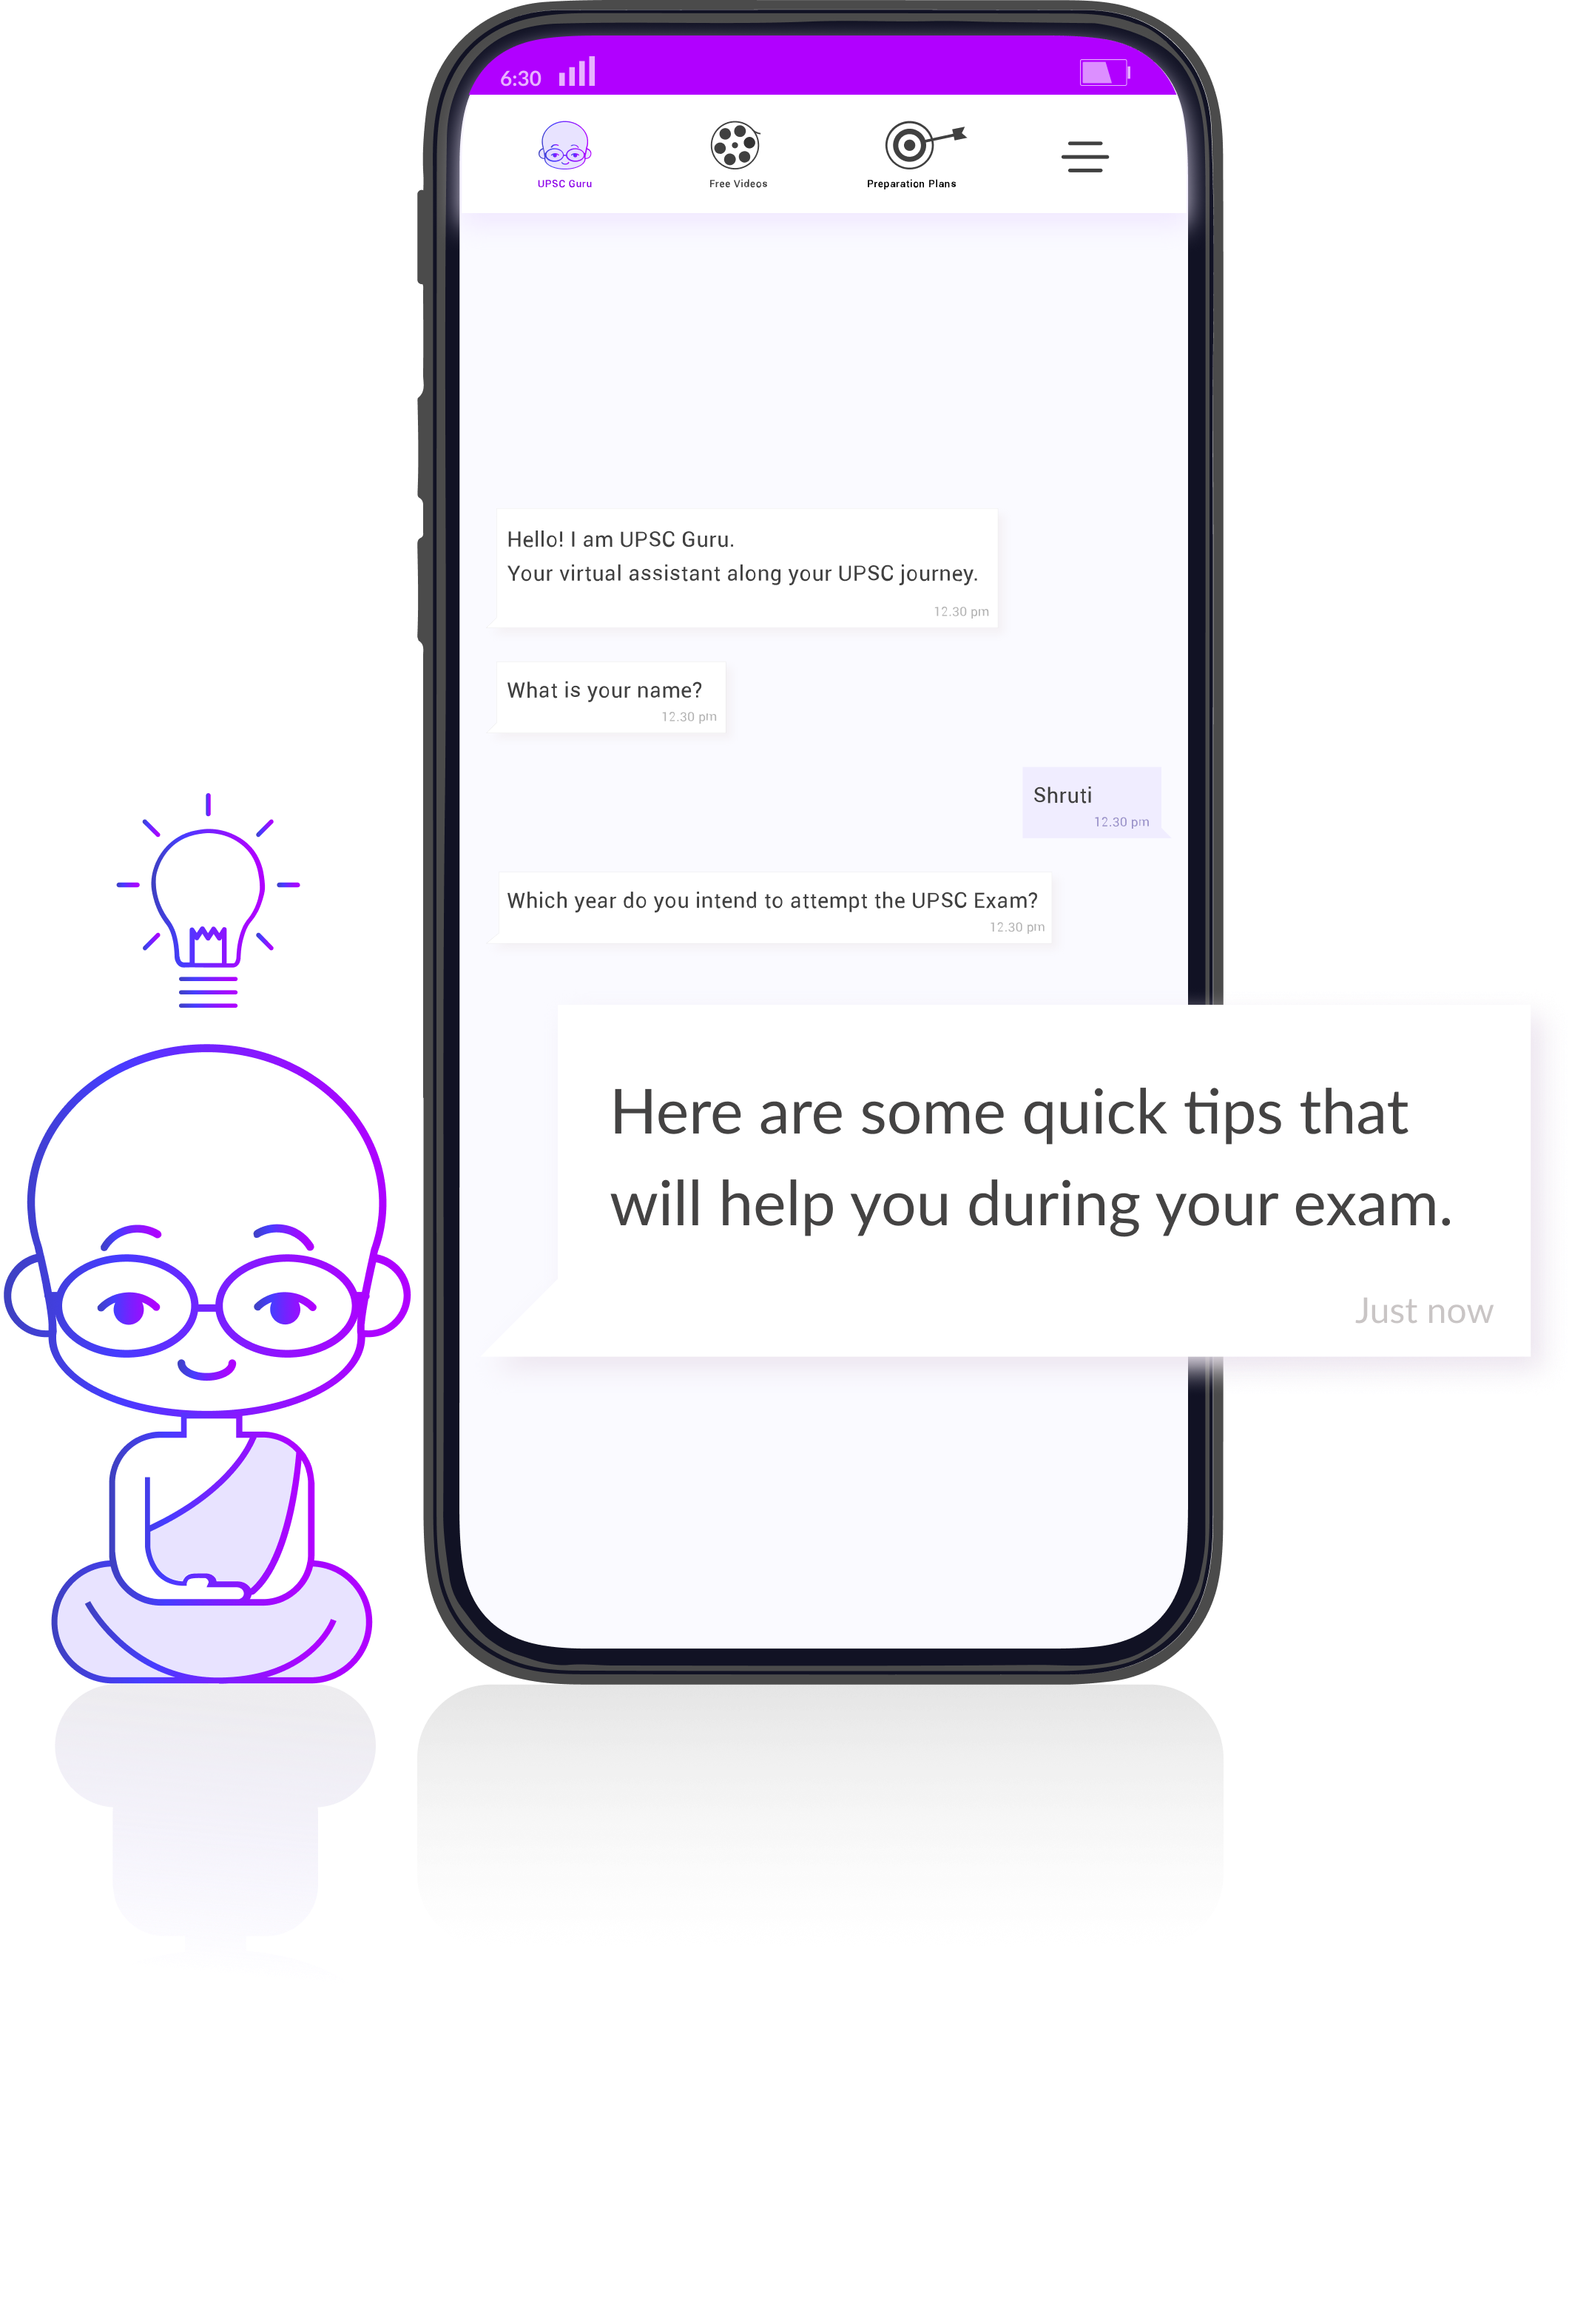 6:30
UPSC Guru
Free Videos
Preparation Plans
Hello! I am UPSC Guru.
Your virtual assistant along your UPSC journey.
12.30 pm
What is your name?
12.30 pm
Shruti
12.30 pm
Which year do you intend to attempt the UPSC Exam?
12.30 pm
Here are some quick tips that
will help you during your exam.
Just now